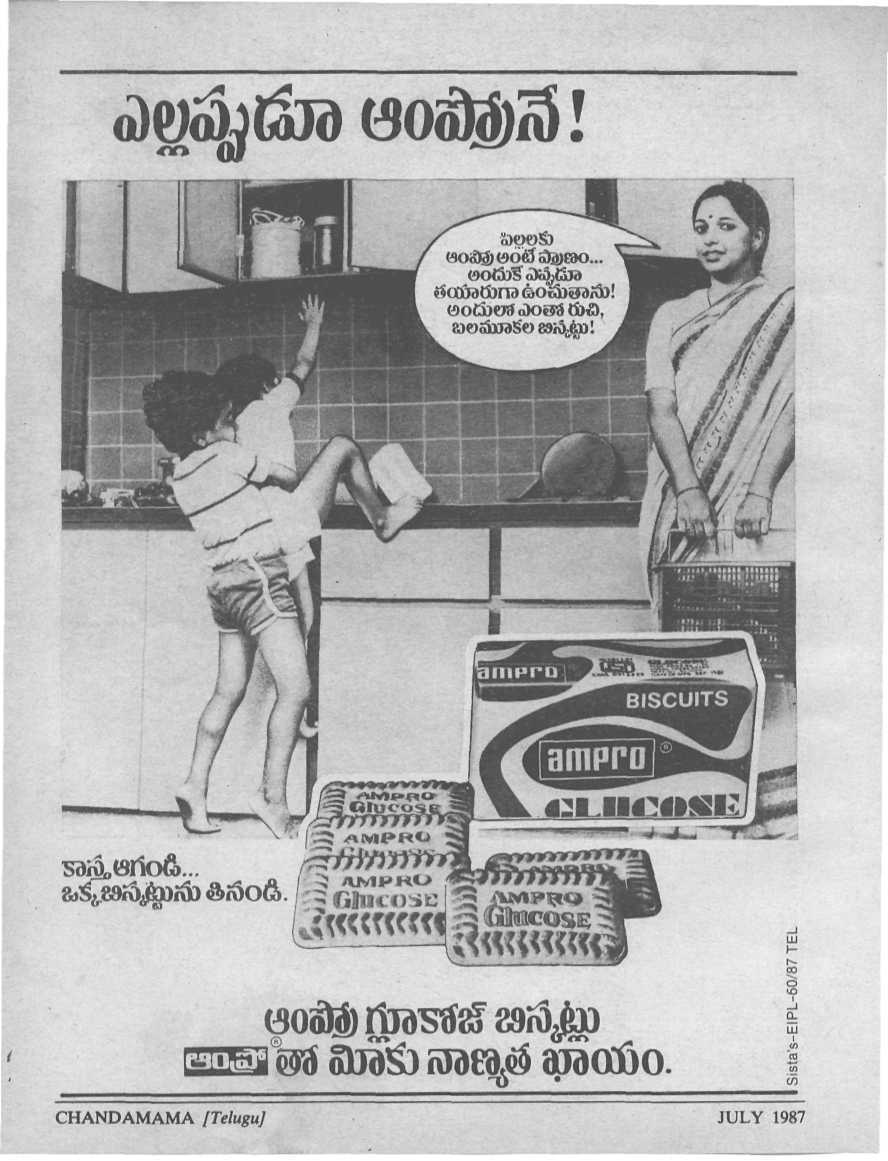 ఎల్లప్పుడూ ఆంప్రోనే!
పిల్లలకు
ఆంప్రో అంటే ప్రాణం...
అందుకే ఎప్పుడూ
తయారుగా ఉంచుతాను!
అందులో ఎంతో రుచి,
బలమూకల బిస్కట్లు!
ampro
BISCUITS
ampro®
GLUCOSE
AMPRO
Glucose
AMPRO
AMPRO
Glucose
AMPRO
AMPRO
Glucose
కాస్త ఆగండి...
ఒక్క బిస్కట్టును తినండి.
ఆంప్రో గ్లూకోజ్ బిస్కట్లు
ఆంప్రో® తో మీకు నాణ్యత ఖాయం.
Sista's-EIPL-60/87 TEL
CHANDAMAMA [Telugu]
JULY 1987